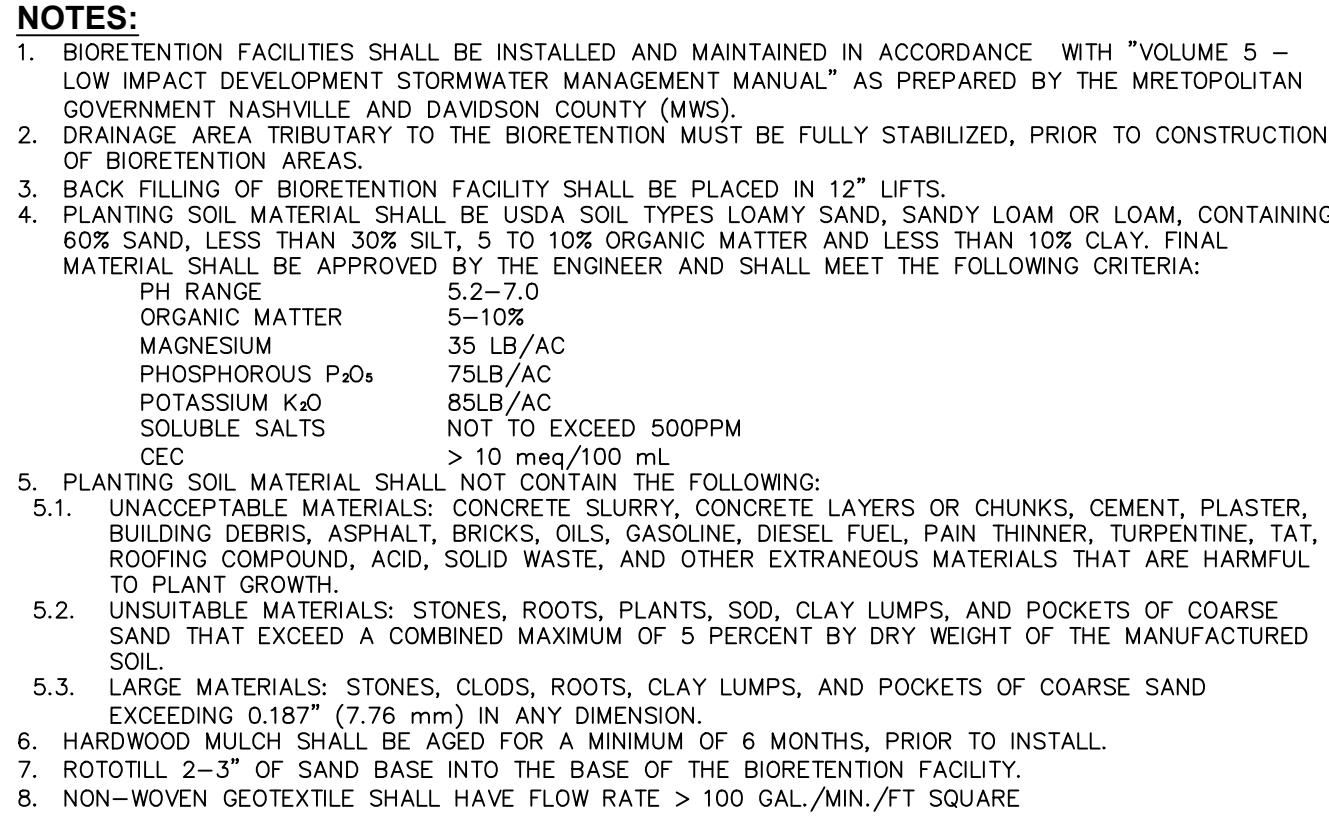 NOTES:
1. BIORETENTION FACILITIES SHALL BE INSTALLED AND MAINTAINED IN ACCORDANCE WITH "VOLUME 5 –
LOW IMPACT DEVELOPMENT STORMWATER MANAGEMENT MANUAL" AS PREPARED BY THE MRETOPOLITAN
GOVERNMENT NASHVILLE AND DAVIDSON COUNTY (MWS).
2. DRAINAGE AREA TRIBUTARY TO THE BIORETENTION MUST BE FULLY STABILIZED, PRIOR TO CONSTRUCTION
OF BIORETENTION AREAS.
3. BACK FILLING OF BIORETENTION FACILITY SHALL BE PLACED IN 12" LIFTS.
4. PLANTING SOIL MATERIAL SHALL BE USDA SOIL TYPES LOAMY SAND, SANDY LOAM OR LOAM, CONTAINING
60% SAND, LESS THAN 30% SILT, 5 TO 10% ORGANIC MATTER AND LESS THAN 10% CLAY. FINAL
MATERIAL SHALL BE APPROVED BY THE ENGINEER AND SHALL MEET THE FOLLOWING CRITERIA:
PH RANGE 5.2–7.0
ORGANIC MATTER 5–10%
MAGNESIUM 35 LB/AC
PHOSPHOROUS P₂O₅ 75LB/AC
POTASSIUM K₂O 85LB/AC
SOLUBLE SALTS NOT TO EXCEED 500PPM
CEC > 10 meq/100 mL
5. PLANTING SOIL MATERIAL SHALL NOT CONTAIN THE FOLLOWING:
5.1. UNACCEPTABLE MATERIALS: CONCRETE SLURRY, CONCRETE LAYERS OR CHUNKS, CEMENT, PLASTER,
BUILDING DEBRIS, ASPHALT, BRICKS, OILS, GASOLINE, DIESEL FUEL, PAIN THINNER, TURPENTINE, TAT,
ROOFING COMPOUND, ACID, SOLID WASTE, AND OTHER EXTRANEOUS MATERIALS THAT ARE HARMFUL
TO PLANT GROWTH.
5.2. UNSUITABLE MATERIALS: STONES, ROOTS, PLANTS, SOD, CLAY LUMPS, AND POCKETS OF COARSE
SAND THAT EXCEED A COMBINED MAXIMUM OF 5 PERCENT BY DRY WEIGHT OF THE MANUFACTURED
SOIL.
5.3. LARGE MATERIALS: STONES, CLODS, ROOTS, CLAY LUMPS, AND POCKETS OF COARSE SAND
EXCEEDING 0.187" (7.76 mm) IN ANY DIMENSION.
6. HARDWOOD MULCH SHALL BE AGED FOR A MINIMUM OF 6 MONTHS, PRIOR TO INSTALL.
7. ROTOTILL 2–3" OF SAND BASE INTO THE BASE OF THE BIORETENTION FACILITY.
8. NON–WOVEN GEOTEXTILE SHALL HAVE FLOW RATE > 100 GAL./MIN./FT SQUARE